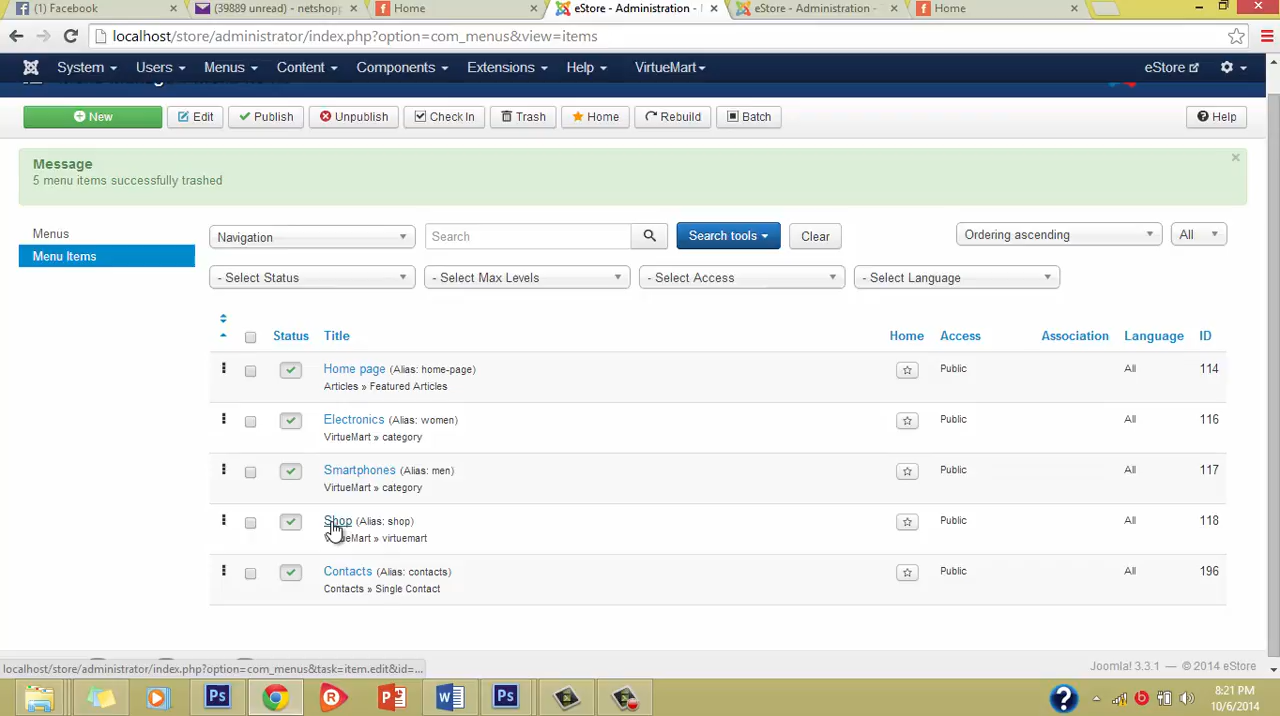 (1) Facebook
(39889 unread) - netshopp
Home
eStore - Administration -
eStore - Administration -
Home
localhost/store/administrator/index.php?option=com_menus&view=items
System Users Menus Content Components Extensions Help VirtueMart eStore
New Edit Publish Unpublish Check In Trash Home Rebuild Batch Help
Message
5 menu items successfully trashed
Menus
Menu Items
Navigation Search Search tools Clear Ordering ascending All
- Select Status - Select Max Levels - Select Access - Select Language
Status Title Home Access Association Language ID
Home page (Alias: home-page) Public All 114
Articles » Featured Articles
Electronics (Alias: women) Public All 116
VirtueMart » category
Smartphones (Alias: men) Public All 117
VirtueMart » category
Shop (Alias: shop) Public All 118
VirtueMart » virtuemart
Contacts (Alias: contacts) Public All 196
Contacts » Single Contact
localhost/store/administrator/index.php?option=com_menus&task=item.edit&id=...
Joomla! 3.3.1 — © 2014 eStore
8:21 PM
10/6/2014